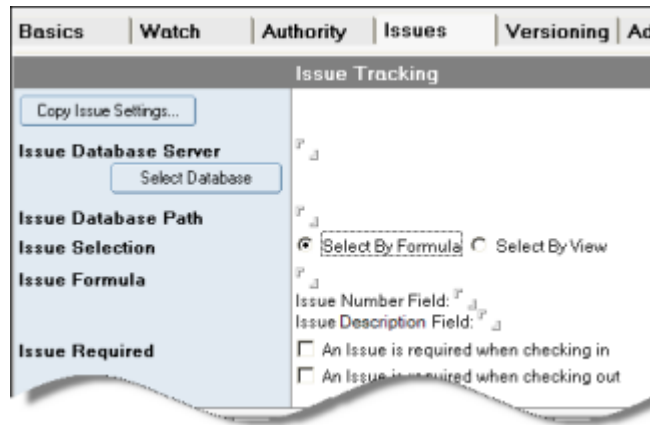 Basics Watch Authority Issues Versioning Ad
Issue Tracking
Copy Issue Settings...
Issue Database Server
Select Database
Issue Database Path
Issue Selection Select By Formula Select By View
Issue Formula
Issue Number Field:
Issue Description Field:
Issue Required An Issue is required when checking in
An Issue is required when checking out